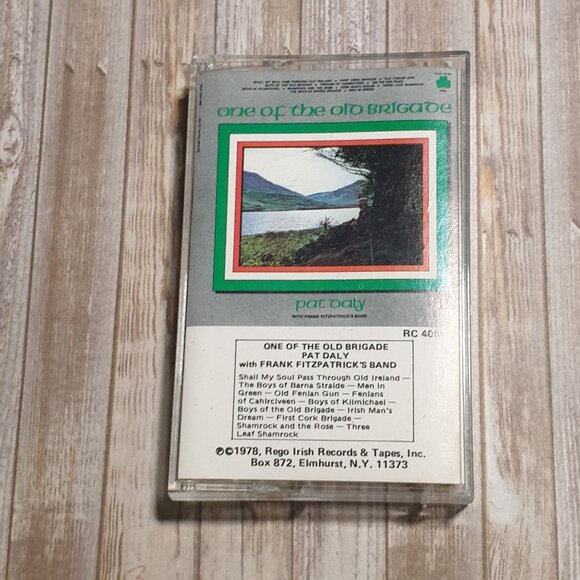 one of the old brigade
pat daly
WITH FRANK FITZPATRICK'S BAND
RC 40
ONE OF THE OLD BRIGADE
PAT DALY
with FRANK FITZPATRICK'S BAND
Shall My Soul Pass Through Old Ireland —
The Boys of Barna Straide — Men in
Green — Old Fenian Gun — Fenians
of Cahirciveen — Boys of Kilmichael —
Boys of the Old Brigade — Irish Man's
Dream — First Cork Brigade —
Shamrock and the Rose — Three
Leaf Shamrock
℗©1978, Rego Irish Records & Tapes, Inc.
Box 872, Elmhurst, N.Y. 11373